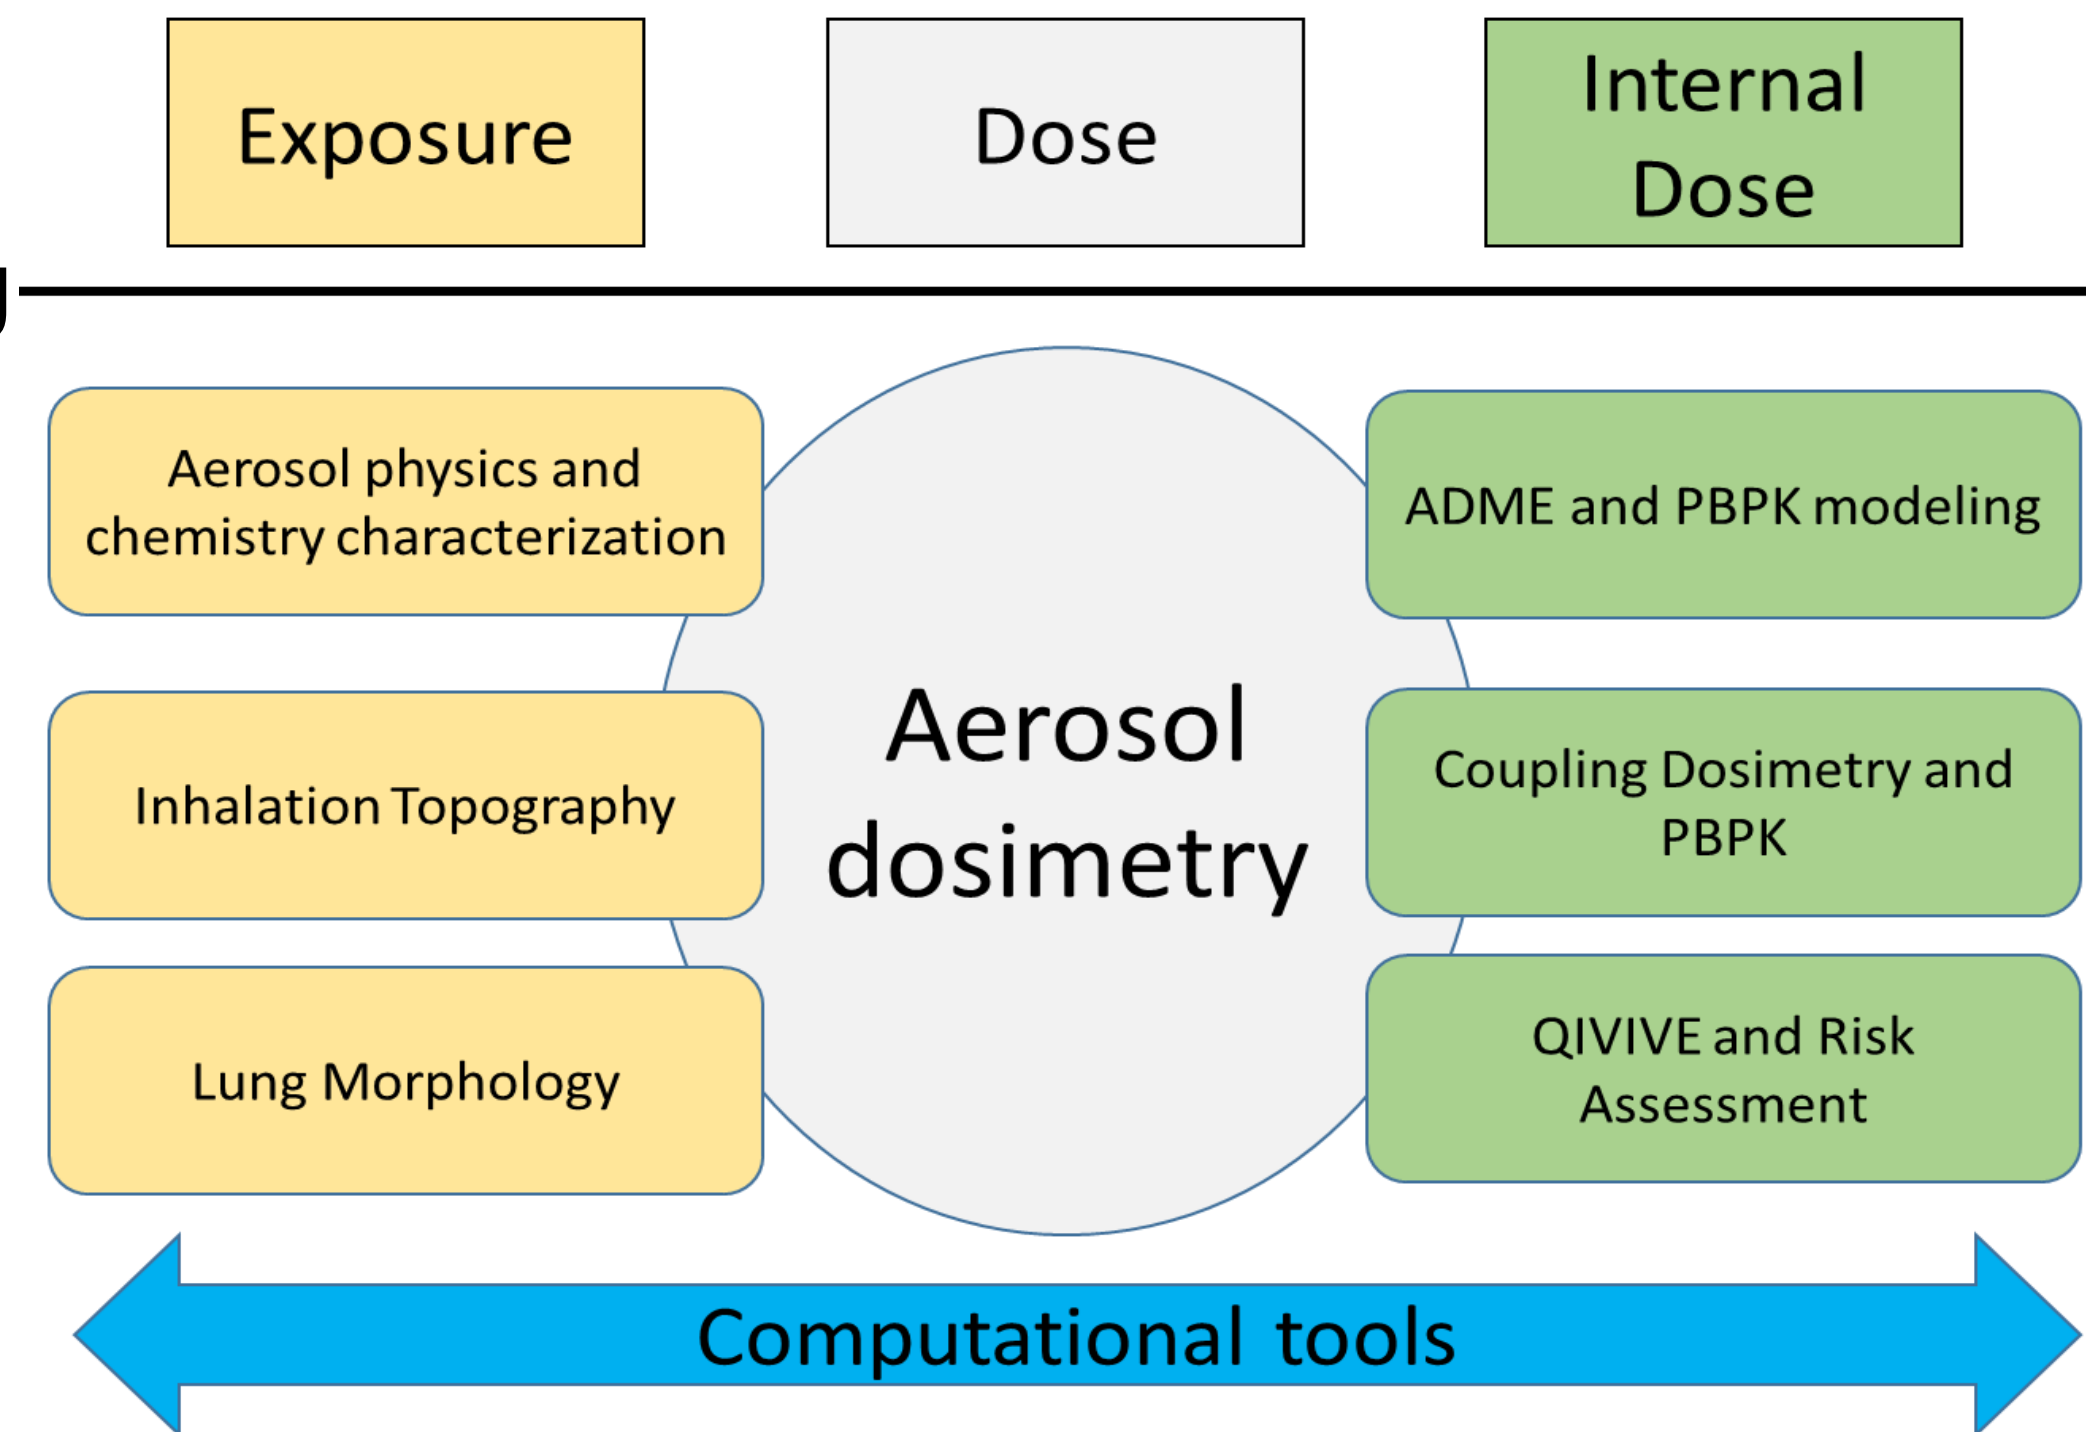 Exposure
Dose
Internal
Dose
Aerosol physics and
chemistry characterization
Inhalation Topography
Lung Morphology
Aerosol
dosimetry
ADME and PBPK modeling
Coupling Dosimetry and
PBPK
QIVIVE and Risk
Assessment
Computational tools